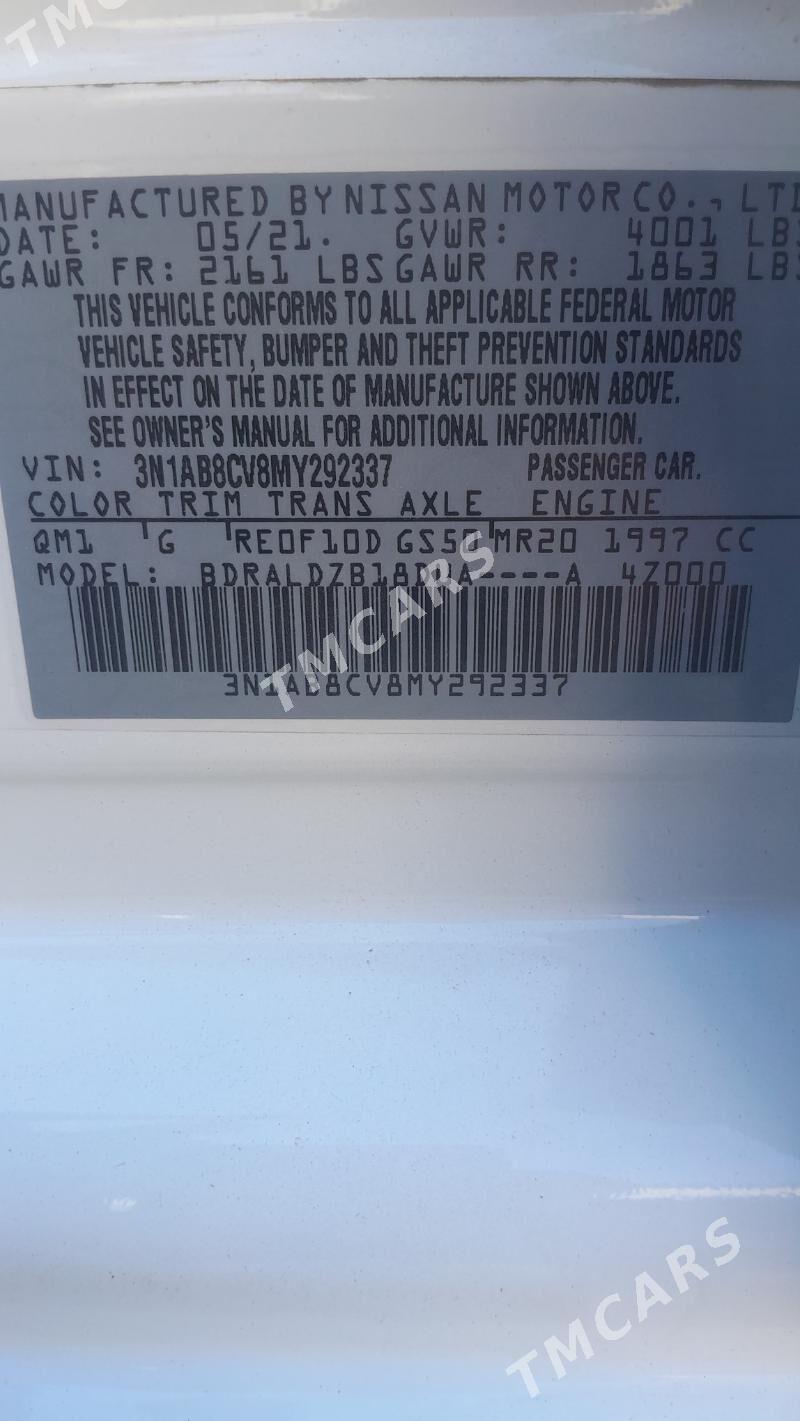 TMCARS
MANUFACTURED BY NISSAN MOTOR CO., LTD
DATE: 05/21. GVWR: 4001 LBS
GAWR FR: 2161 LBS GAWR RR: 1863 LBS
THIS VEHICLE CONFORMS TO ALL APPLICABLE FEDERAL MOTOR
VEHICLE SAFETY, BUMPER AND THEFT PREVENTION STANDARDS
IN EFFECT ON THE DATE OF MANUFACTURE SHOWN ABOVE.
SEE OWNER'S MANUAL FOR ADDITIONAL INFORMATION.
VIN: 3N1AB8CV8MY292337 PASSENGER CAR.
COLOR TRIM TRANS AXLE ENGINE
QM1 G RE0F10D MR20 1997 CC
MODEL: 4Z000
TMCARS
3N1AB8CV8MY292337
TMCARS